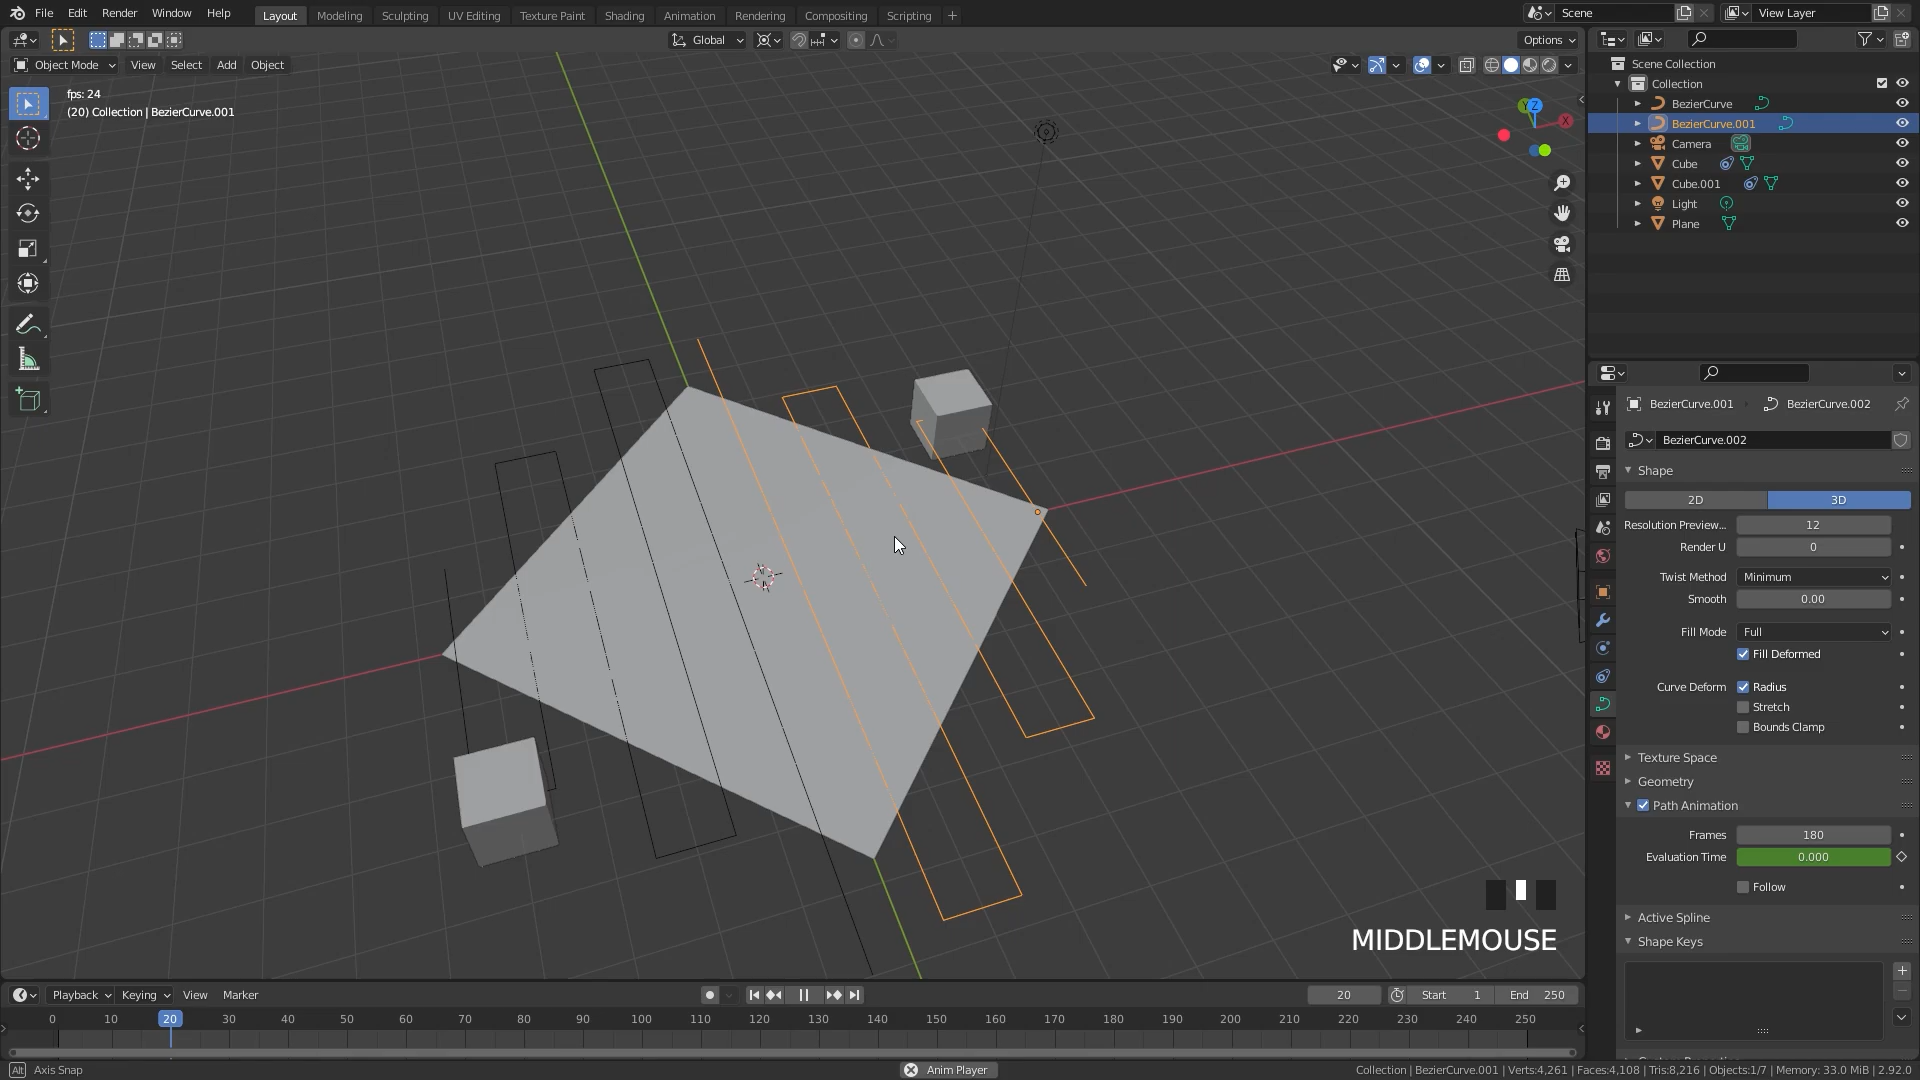 File Edit Render Window Help
Layout Modeling Sculpting UV Editing Texture Paint Shading Animation Rendering Compositing Scripting +
Scene View Layer
Global Options
Object Mode View Select Add Object
fps: 24
(20) Collection | BezierCurve.001
Y Z X
Scene Collection
Collection
BezierCurve
BezierCurve.001
Camera
Cube
Cube.001
Light
Plane
BezierCurve.001 BezierCurve.002
BezierCurve.002
Shape
2D 3D
Resolution Preview... 12
Render U 0
Twist Method Minimum
Smooth 0.00
Fill Mode Full
Fill Deformed
Curve Deform Radius
Stretch
Bounds Clamp
Texture Space
Geometry
Path Animation
Frames 180
Evaluation Time 0.000
Follow
Active Spline
Shape Keys
MIDDLEMOUSE
Playback Keying View Marker 20 Start 1 End 250
0 10 20 30 40 50 60 70 80 90 100 110 120 130 140 150 160 170 180 190 200 210 220 230 240 250
Alt Axis Snap Anim Player Collection | BezierCurve.001 | Verts:4,261 | Faces:4,108 | Tris:8,216 | Objects:1/7 | Memory: 33.0 MiB | 2.92.0